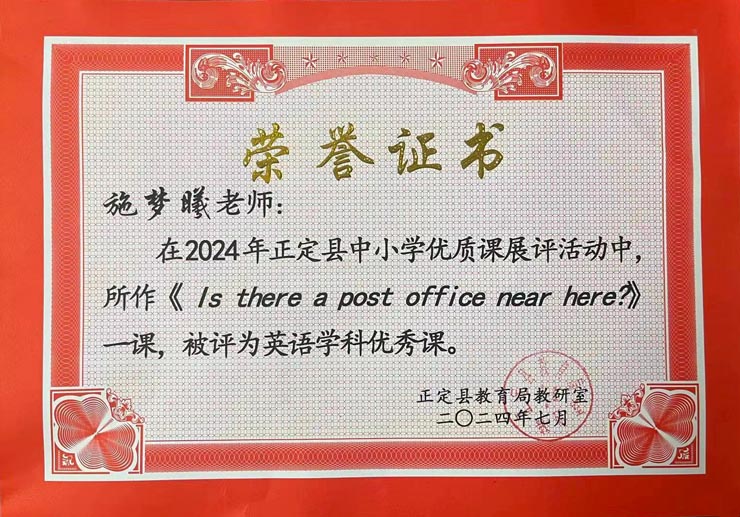 荣誉证书
施梦曦老师：
在2024年正定县中小学优质课展评活动中，
所作《 Is there a post office near here?》
一课，被评为英语学科优秀课。
正定县教育局教研室
二〇二四年七月